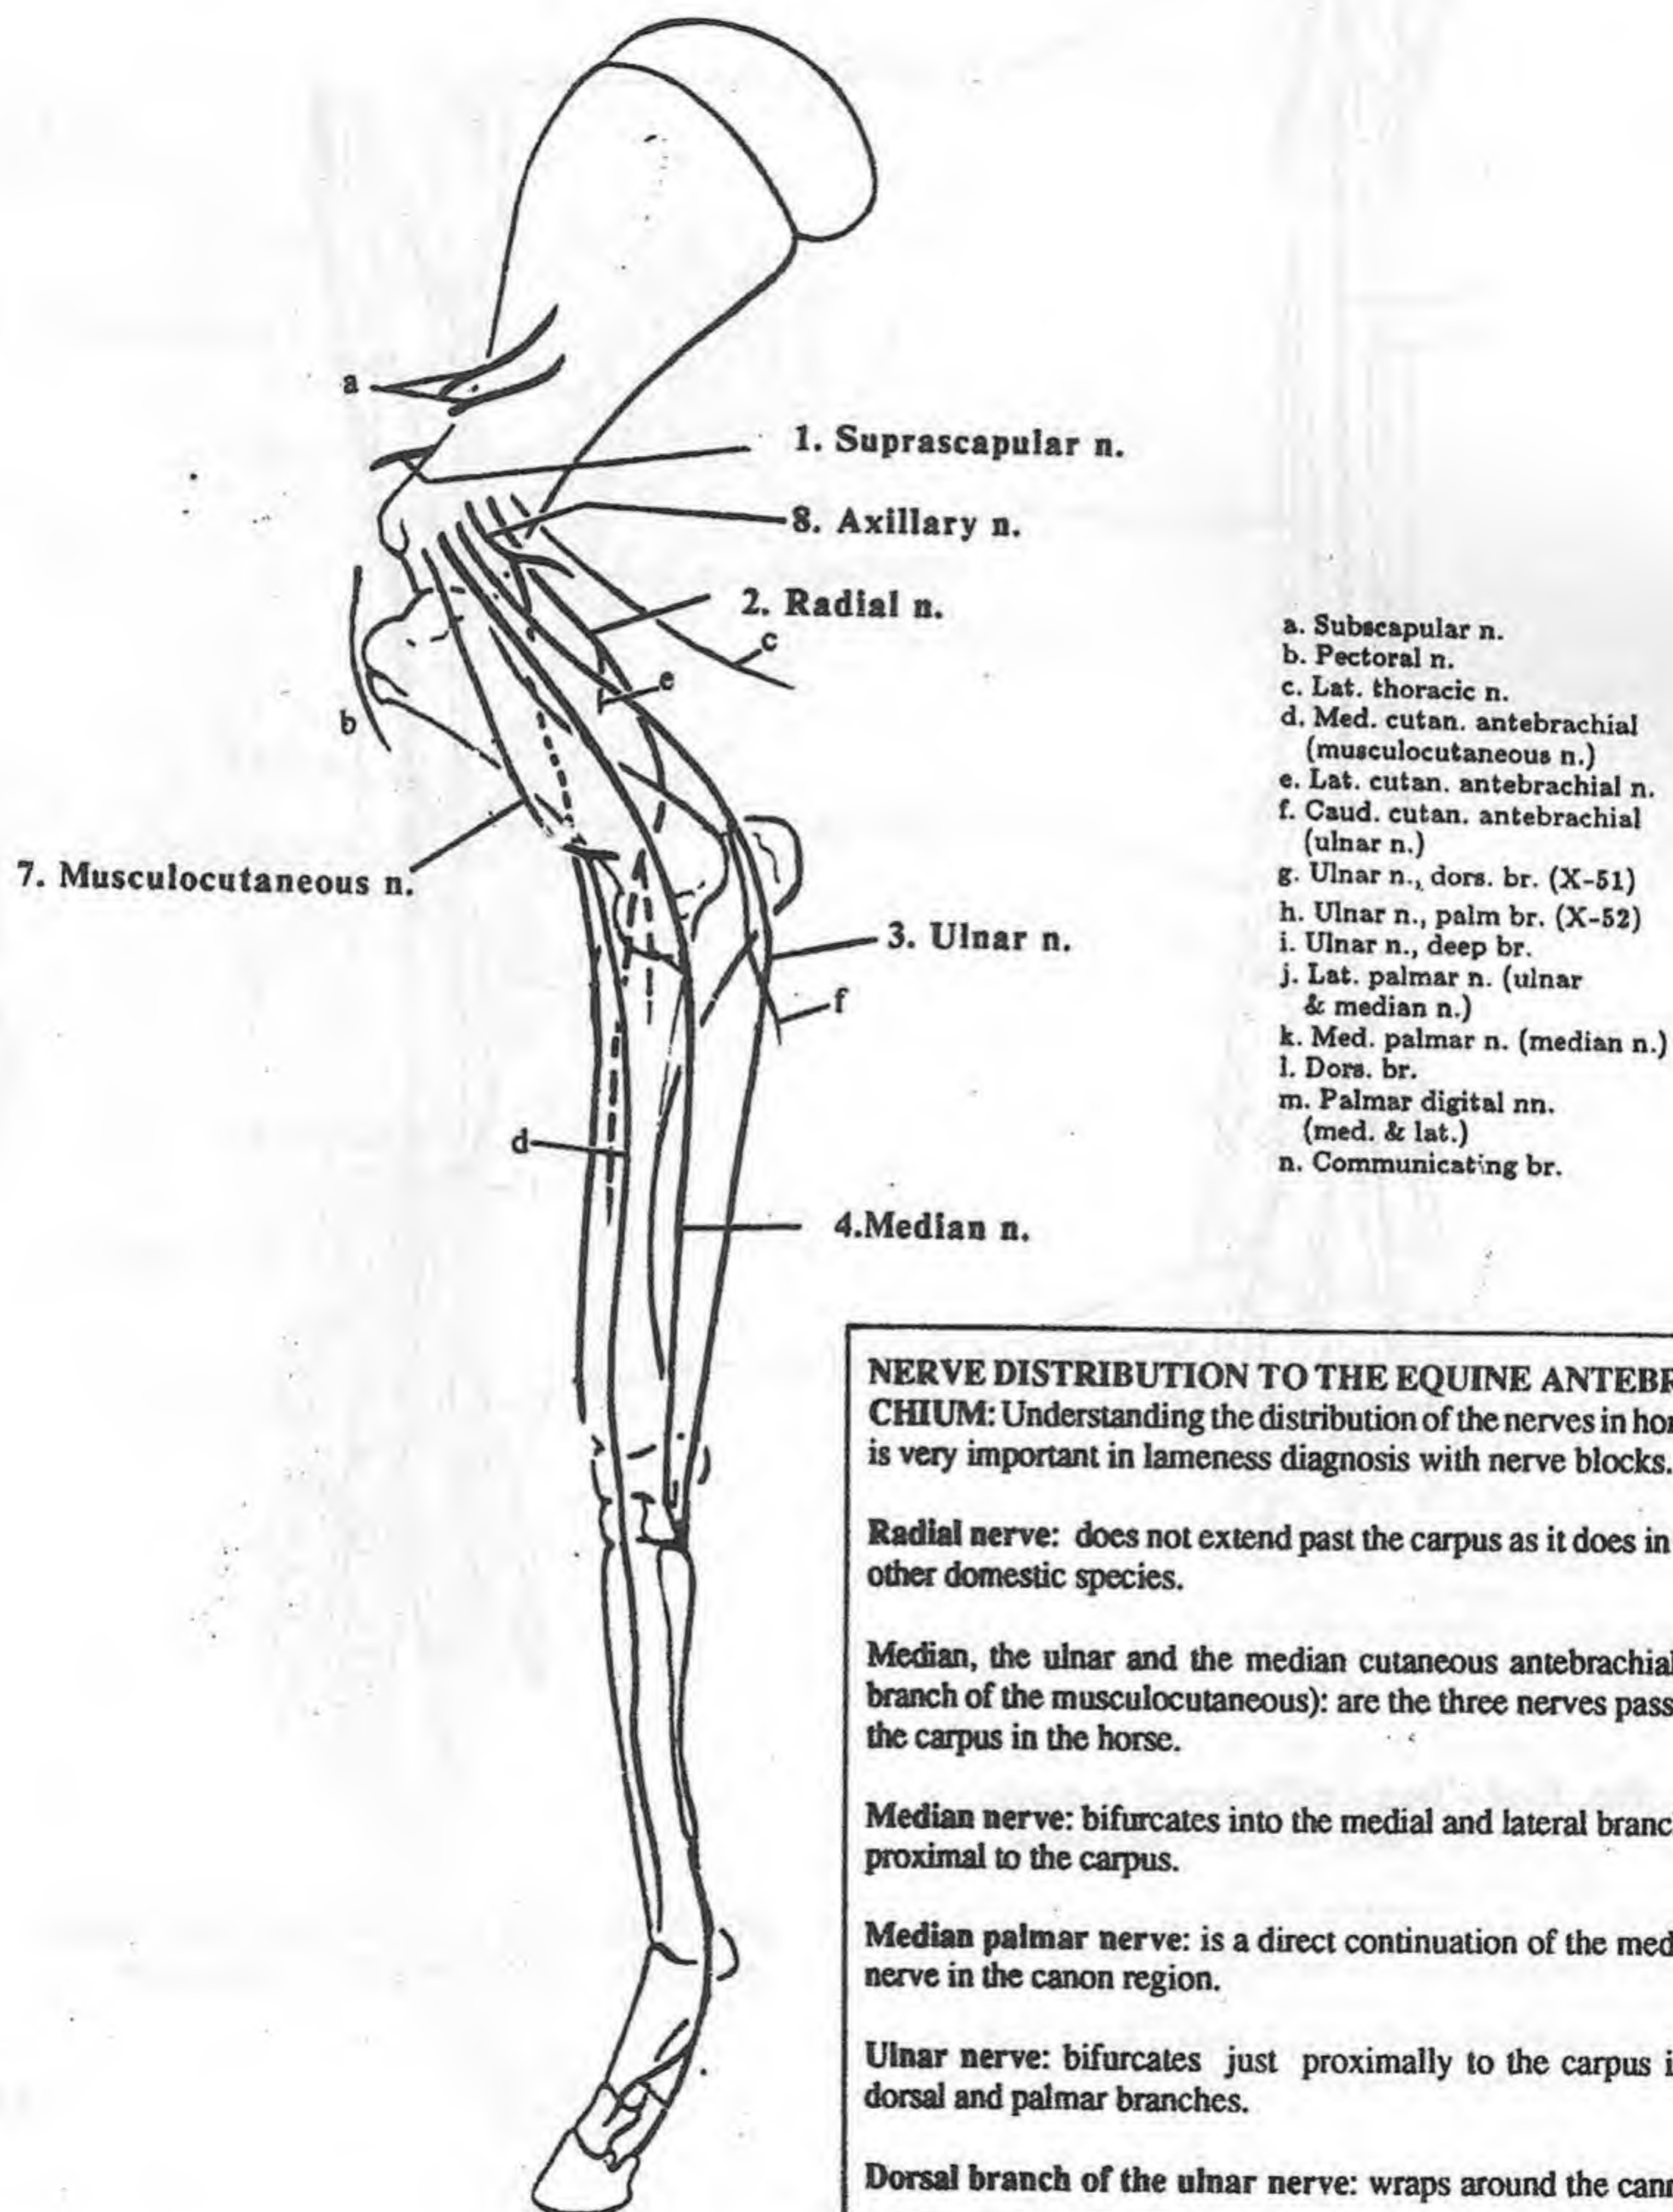 a
1. Suprascapular n.
8. Axillary n.
2. Radial n.
c
e
b
7. Musculocutaneous n.
3. Ulnar n.
f
d
4.Median n.
a. Subscapular n.
b. Pectoral n.
c. Lat. thoracic n.
d. Med. cutan. antebrachial
(musculocutaneous n.)
e. Lat. cutan. antebrachial n.
f. Caud. cutan. antebrachial
(ulnar n.)
g. Ulnar n., dors. br. (X-51)
h. Ulnar n., palm br. (X-52)
i. Ulnar n., deep br.
j. Lat. palmar n. (ulnar
& median n.)
k. Med. palmar n. (median n.)
l. Dors. br.
m. Palmar digital nn.
(med. & lat.)
n. Communicating br.
NERVE DISTRIBUTION TO THE EQUINE ANTEBR
CHIUM: Understanding the distribution of the nerves in hor
is very important in lameness diagnosis with nerve blocks.
Radial nerve: does not extend past the carpus as it does in
other domestic species.
Median, the ulnar and the median cutaneous antebrachial
branch of the musculocutaneous): are the three nerves pass
the carpus in the horse.
Median nerve: bifurcates into the medial and lateral branc
proximal to the carpus.
Median palmar nerve: is a direct continuation of the med
nerve in the canon region.
Ulnar nerve: bifurcates just proximally to the carpus i
dorsal and palmar branches.
Dorsal branch of the ulnar nerve: wraps around the cann